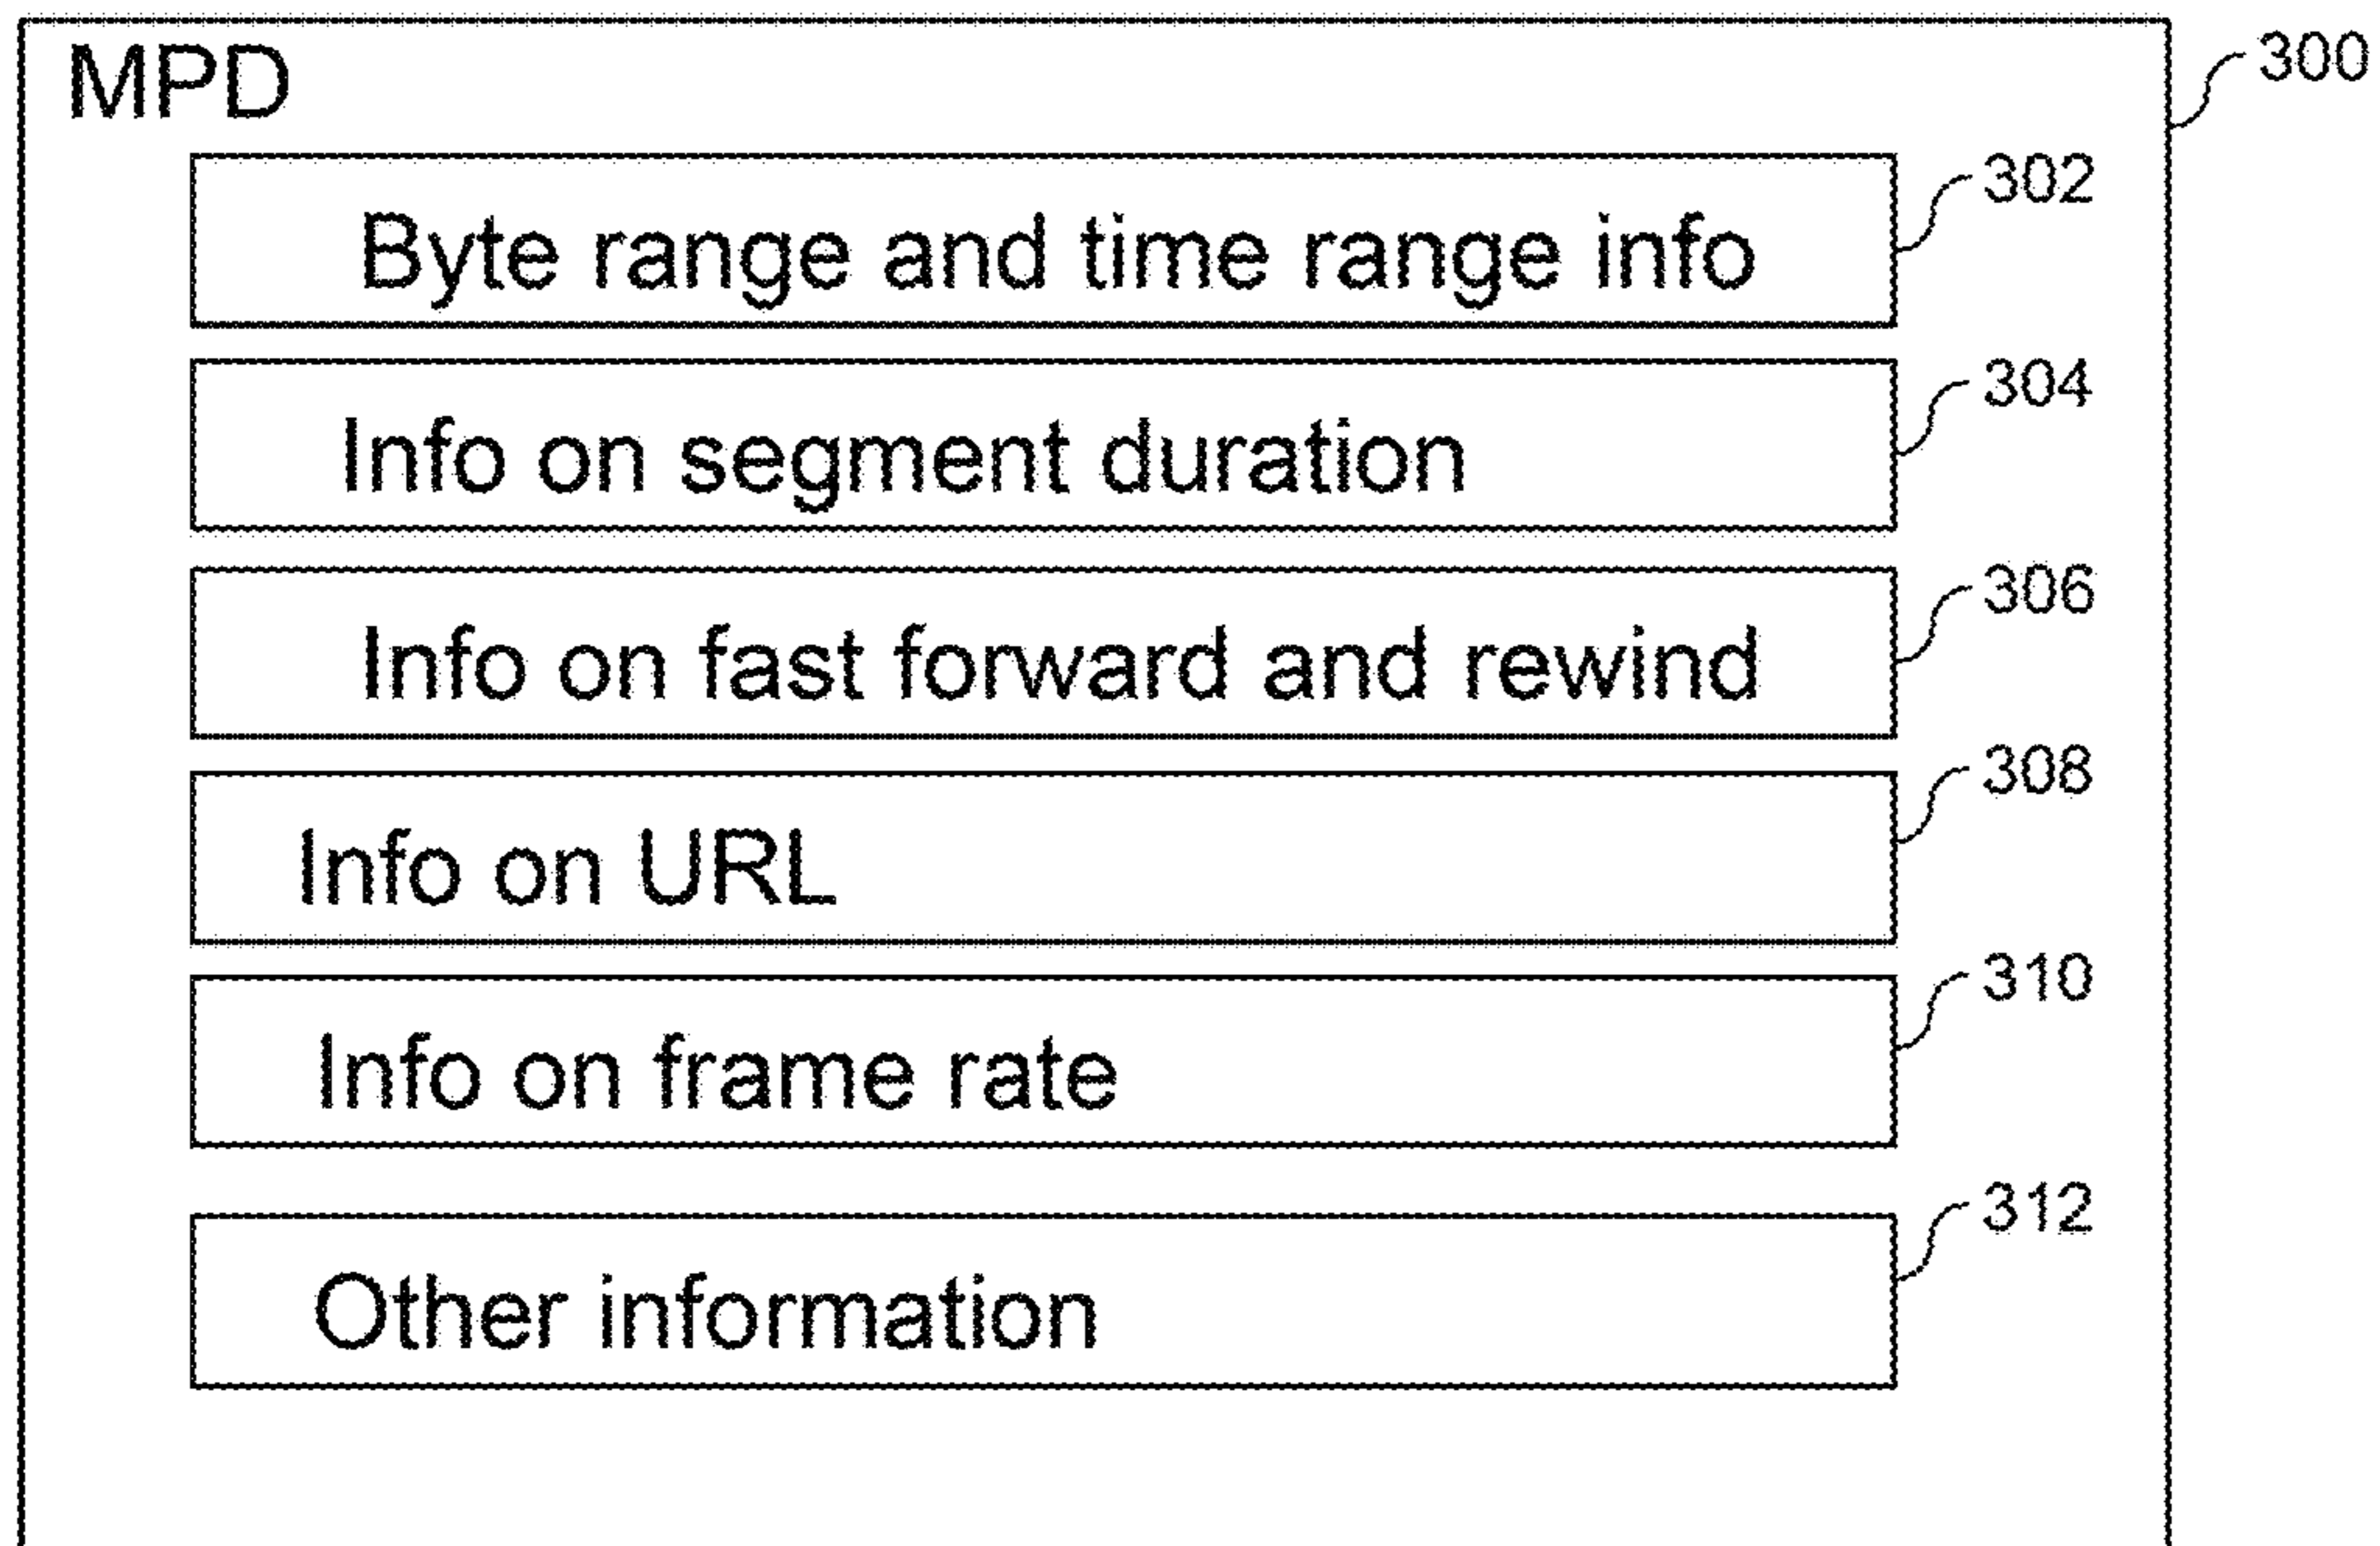 MPD
300
Byte range and time range info
302
Info on segment duration
304
Info on fast forward and rewind
306
Info on URL
308
Info on frame rate
310
Other information
312